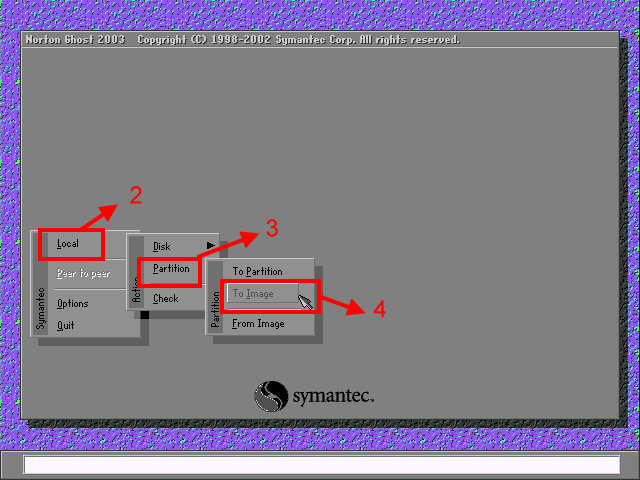 Norton Ghost 2003 Copyright (C) 1998-2002 Symantec Corp. All rights reserved.
2
3
4
Local
Peer to peer
Options
Quit
Symantec
Disk
Partition
Check
Action
To Partition
To Image
From Image
Partition
symantec.